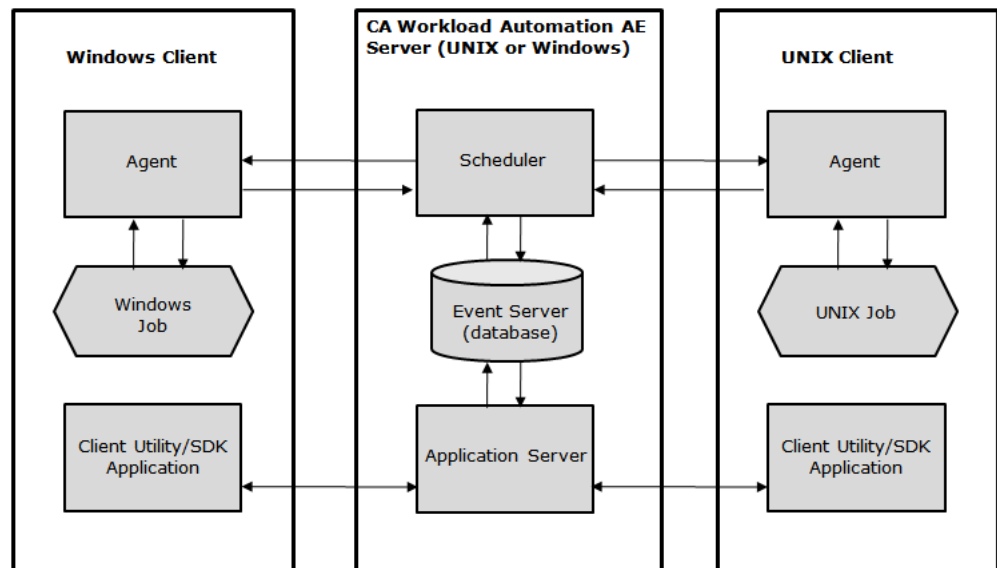 Windows Client
CA Workload Automation AE
Server (UNIX or Windows)
UNIX Client
Agent
Scheduler
Agent
Windows
Job
Event Server
(database)
UNIX Job
Client Utility/SDK
Application
Application Server
Client Utility/SDK
Application